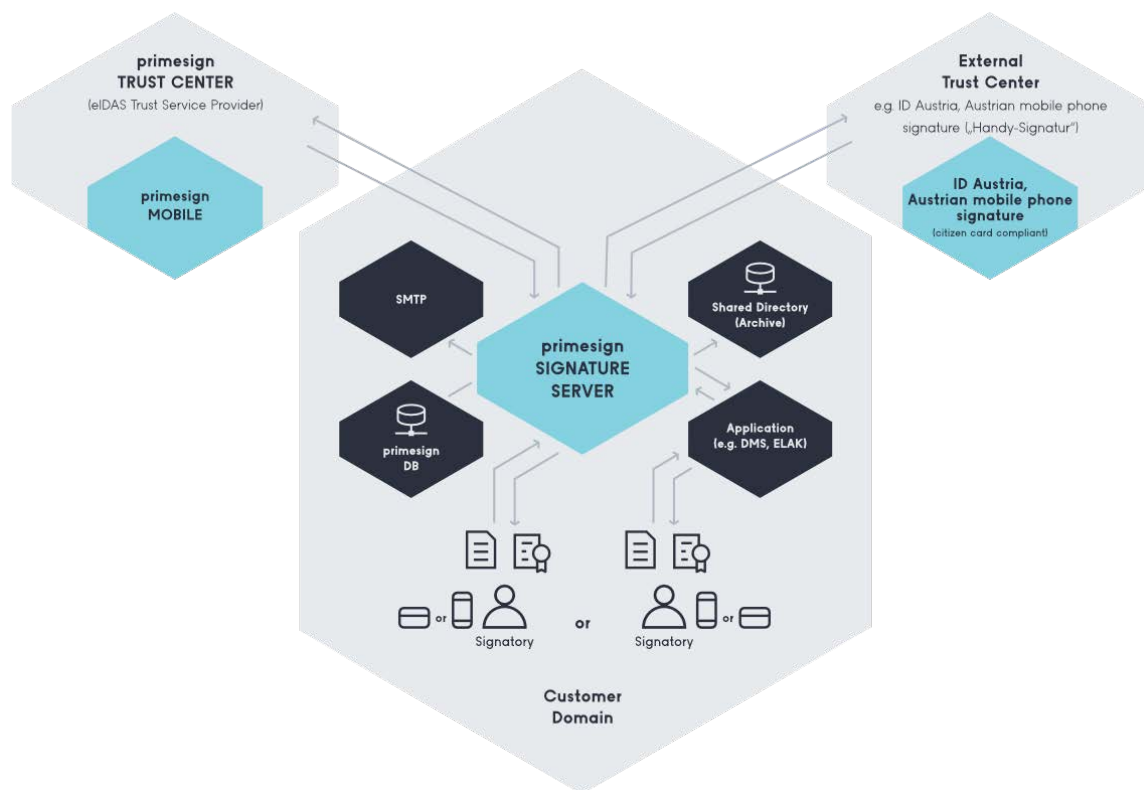 primesign
TRUST CENTER
(eIDAS Trust Service Provider)
primesign
MOBILE
External
Trust Center
e.g. ID Austria, Austrian mobile phone
signature („Handy-Signatur“)
ID Austria,
Austrian mobile phone
signature
(citizen card compliant)
SMTP
Shared Directory
(Archive)
primesign
SIGNATURE
SERVER
primesign
DB
Application
(e.g. DMS, ELAK)
or
Signatory
or
Signatory
or
Customer
Domain